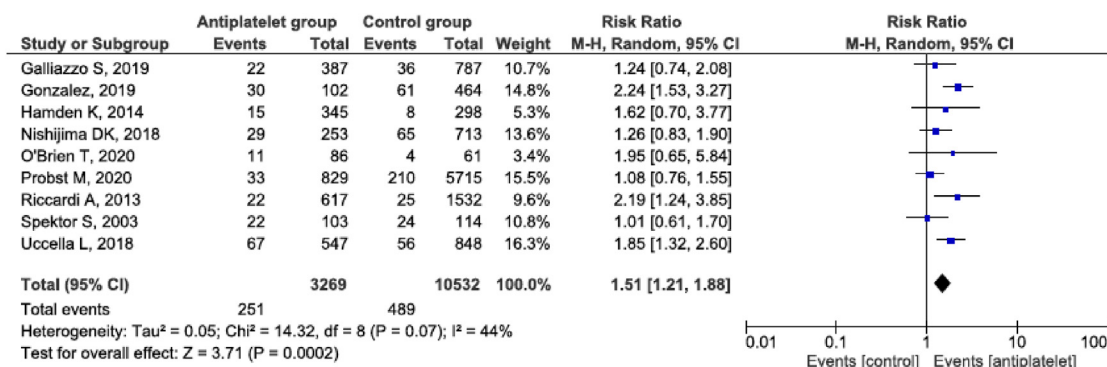 Antiplatelet group Control group Risk Ratio Risk Ratio
Study or Subgroup Events Total Events Total Weight M-H, Random, 95% CI M-H, Random, 95% CI
Galliazzo S, 2019 22 387 36 787 10.7% 1.24 [0.74, 2.08]
Gonzalez, 2019 30 102 61 464 14.8% 2.24 [1.53, 3.27]
Hamden K, 2014 15 345 8 298 5.3% 1.62 [0.70, 3.77]
Nishijima DK, 2018 29 253 65 713 13.6% 1.26 [0.83, 1.90]
O'Brien T, 2020 11 86 4 61 3.4% 1.95 [0.65, 5.84]
Probst M, 2020 33 829 210 5715 15.5% 1.08 [0.76, 1.55]
Riccardi A, 2013 22 617 25 1532 9.6% 2.19 [1.24, 3.85]
Spektor S, 2003 22 103 24 114 10.8% 1.01 [0.61, 1.70]
Uccella L, 2018 67 547 56 848 16.3% 1.85 [1.32, 2.60]
Total (95% CI) 3269 10532 100.0% 1.51 [1.21, 1.88]
Total events 251 489
Heterogeneity: Tau² = 0.05; Chi² = 14.32, df = 8 (P = 0.07); I² = 44%
Test for overall effect: Z = 3.71 (P = 0.0002)
0.01 0.1 1 10 100
Events [control] Events [antiplatelet]